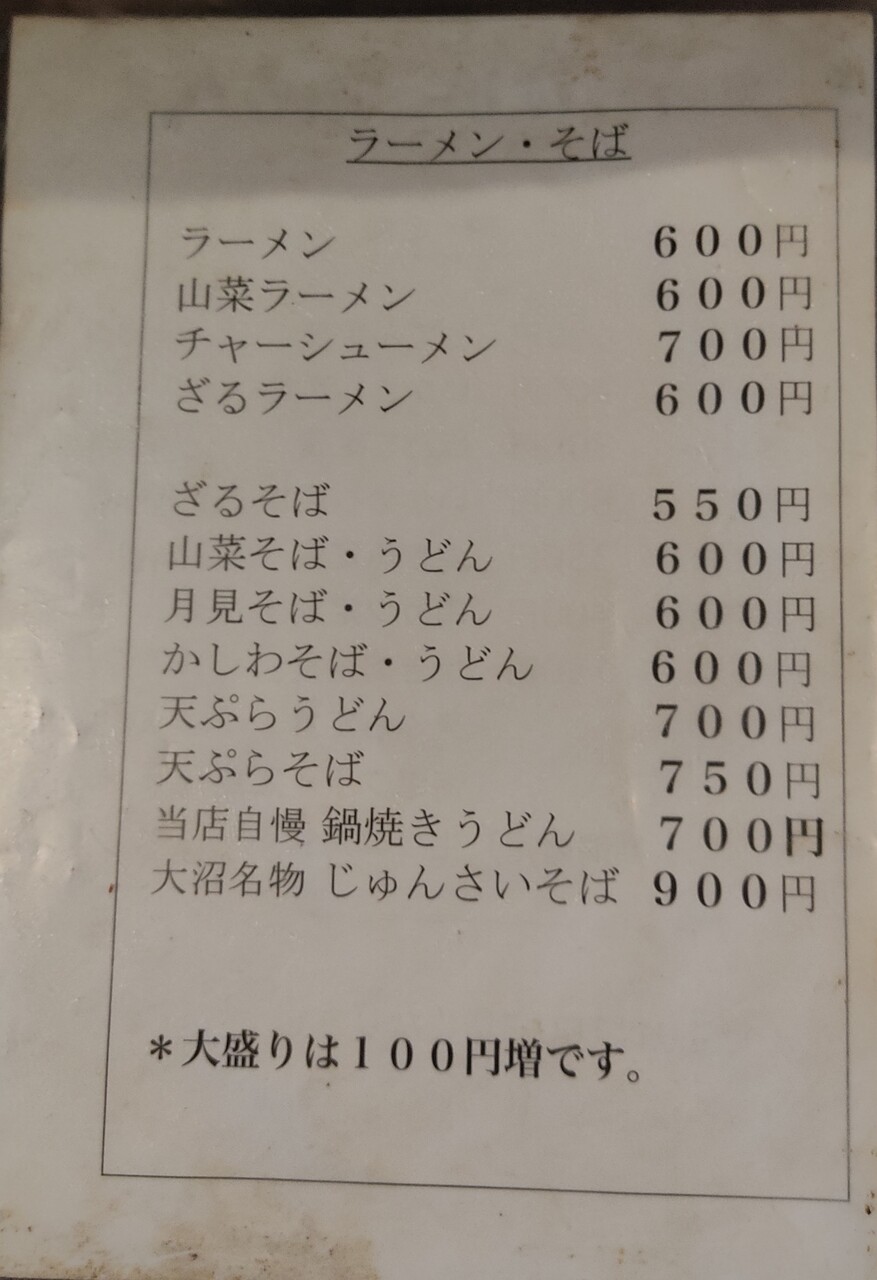 ラーメン・そば
ラーメン ６００円
山菜ラーメン ６００円
チャーシューメン ７００円
ざるラーメン ６００円
ざるそば ５５０円
山菜そば・うどん ６００円
月見そば・うどん ６００円
かしわそば・うどん ６００円
天ぷらうどん ７００円
天ぷらそば ７５０円
当店自慢 鍋焼きうどん ７００円
大沼名物 じゅんさいそば ９００円
＊大盛りは１００円増です。